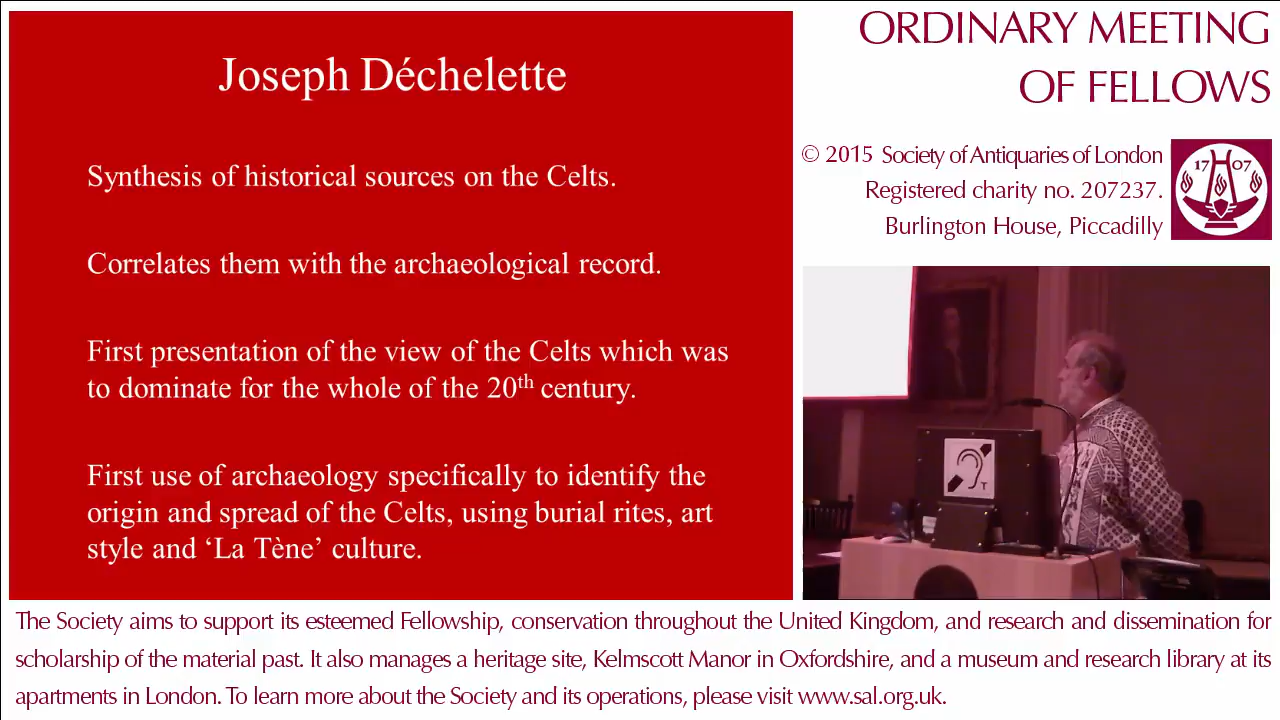 Joseph Déchelette
Synthesis of historical sources on the Celts.
Correlates them with the archaeological record.
First presentation of the view of the Celts which was
to dominate for the whole of the 20th century.
First use of archaeology specifically to identify the
origin and spread of the Celts, using burial rites, art
style and ‘La Tène’ culture.
ORDINARY MEETING
OF FELLOWS
© 2015 Society of Antiquaries of London
Registered charity no. 207237.
Burlington House, Piccadilly
17 07
T
The Society aims to support its esteemed Fellowship, conservation throughout the United Kingdom, and research and dissemination for
scholarship of the material past. It also manages a heritage site, Kelmscott Manor in Oxfordshire, and a museum and research library at its
apartments in London. To learn more about the Society and its operations, please visit www.sal.org.uk.